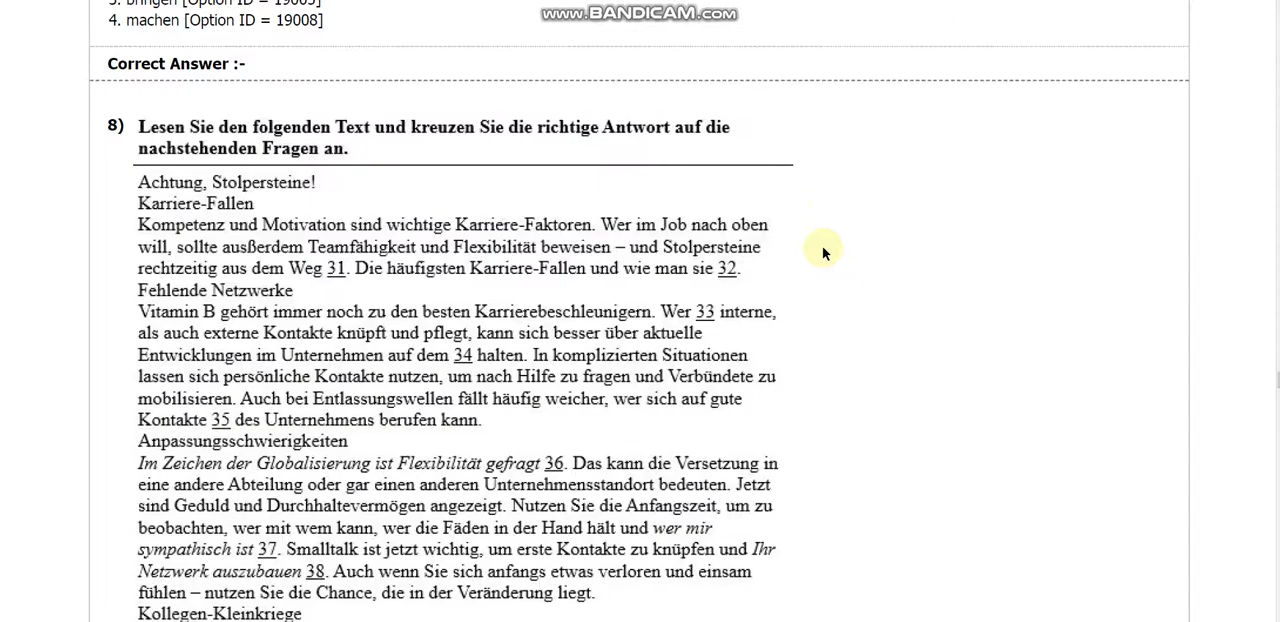 3. bringen [Option ID = 19005]
4. machen [Option ID = 19008]
www.BANDICAM.com
Correct Answer :-
8) Lesen Sie den folgenden Text und kreuzen Sie die richtige Antwort auf die
nachstehenden Fragen an.
Achtung, Stolpersteine!
Karriere-Fallen
Kompetenz und Motivation sind wichtige Karriere-Faktoren. Wer im Job nach oben
will, sollte ausßerdem Teamfähigkeit und Flexibilität beweisen – und Stolpersteine
rechtzeitig aus dem Weg 31. Die häufigsten Karriere-Fallen und wie man sie 32.
Fehlende Netzwerke
Vitamin B gehört immer noch zu den besten Karrierebeschleunigern. Wer 33 interne,
als auch externe Kontakte knüpft und pflegt, kann sich besser über aktuelle
Entwicklungen im Unternehmen auf dem 34 halten. In komplizierten Situationen
lassen sich persönliche Kontakte nutzen, um nach Hilfe zu fragen und Verbündete zu
mobilisieren. Auch bei Entlassungswellen fällt häufig weicher, wer sich auf gute
Kontakte 35 des Unternehmens berufen kann.
Anpassungsschwierigkeiten
Im Zeichen der Globalisierung ist Flexibilität gefragt 36. Das kann die Versetzung in
eine andere Abteilung oder gar einen anderen Unternehmensstandort bedeuten. Jetzt
sind Geduld und Durchhaltevermögen angezeigt. Nutzen Sie die Anfangszeit, um zu
beobachten, wer mit wem kann, wer die Fäden in der Hand hält und wer mir
sympathisch ist 37. Smalltalk ist jetzt wichtig, um erste Kontakte zu knüpfen und Ihr
Netzwerk auszubauen 38. Auch wenn Sie sich anfangs etwas verloren und einsam
fühlen – nutzen Sie die Chance, die in der Veränderung liegt.
Kollegen-Kleinkriege